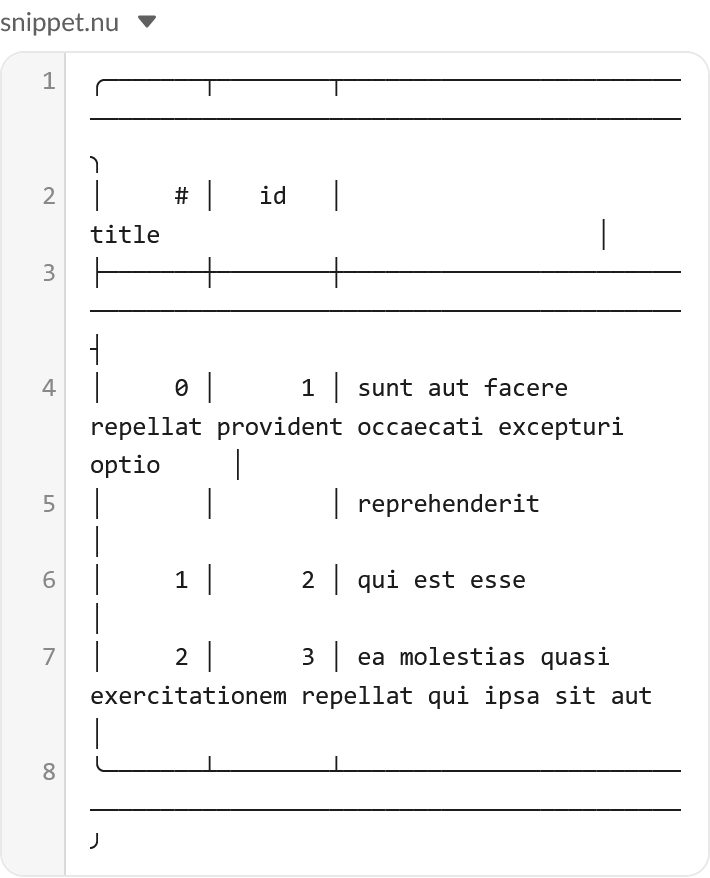 snippet.nu
1 ╭───────┬────────┬────────────────────────
──────────────────────────────────────────
╮
2 │     # │   id   │
title                               │
3 ├───────┼────────┼────────────────────────
──────────────────────────────────────────
┤
4 │     0 │      1 │ sunt aut facere
repellat provident occaecati excepturi
optio     │
5 │       │        │ reprehenderit
│
6 │     1 │      2 │ qui est esse
│
7 │     2 │      3 │ ea molestias quasi
exercitationem repellat qui ipsa sit aut
│
8 ╰───────┴────────┴────────────────────────
──────────────────────────────────────────
╯